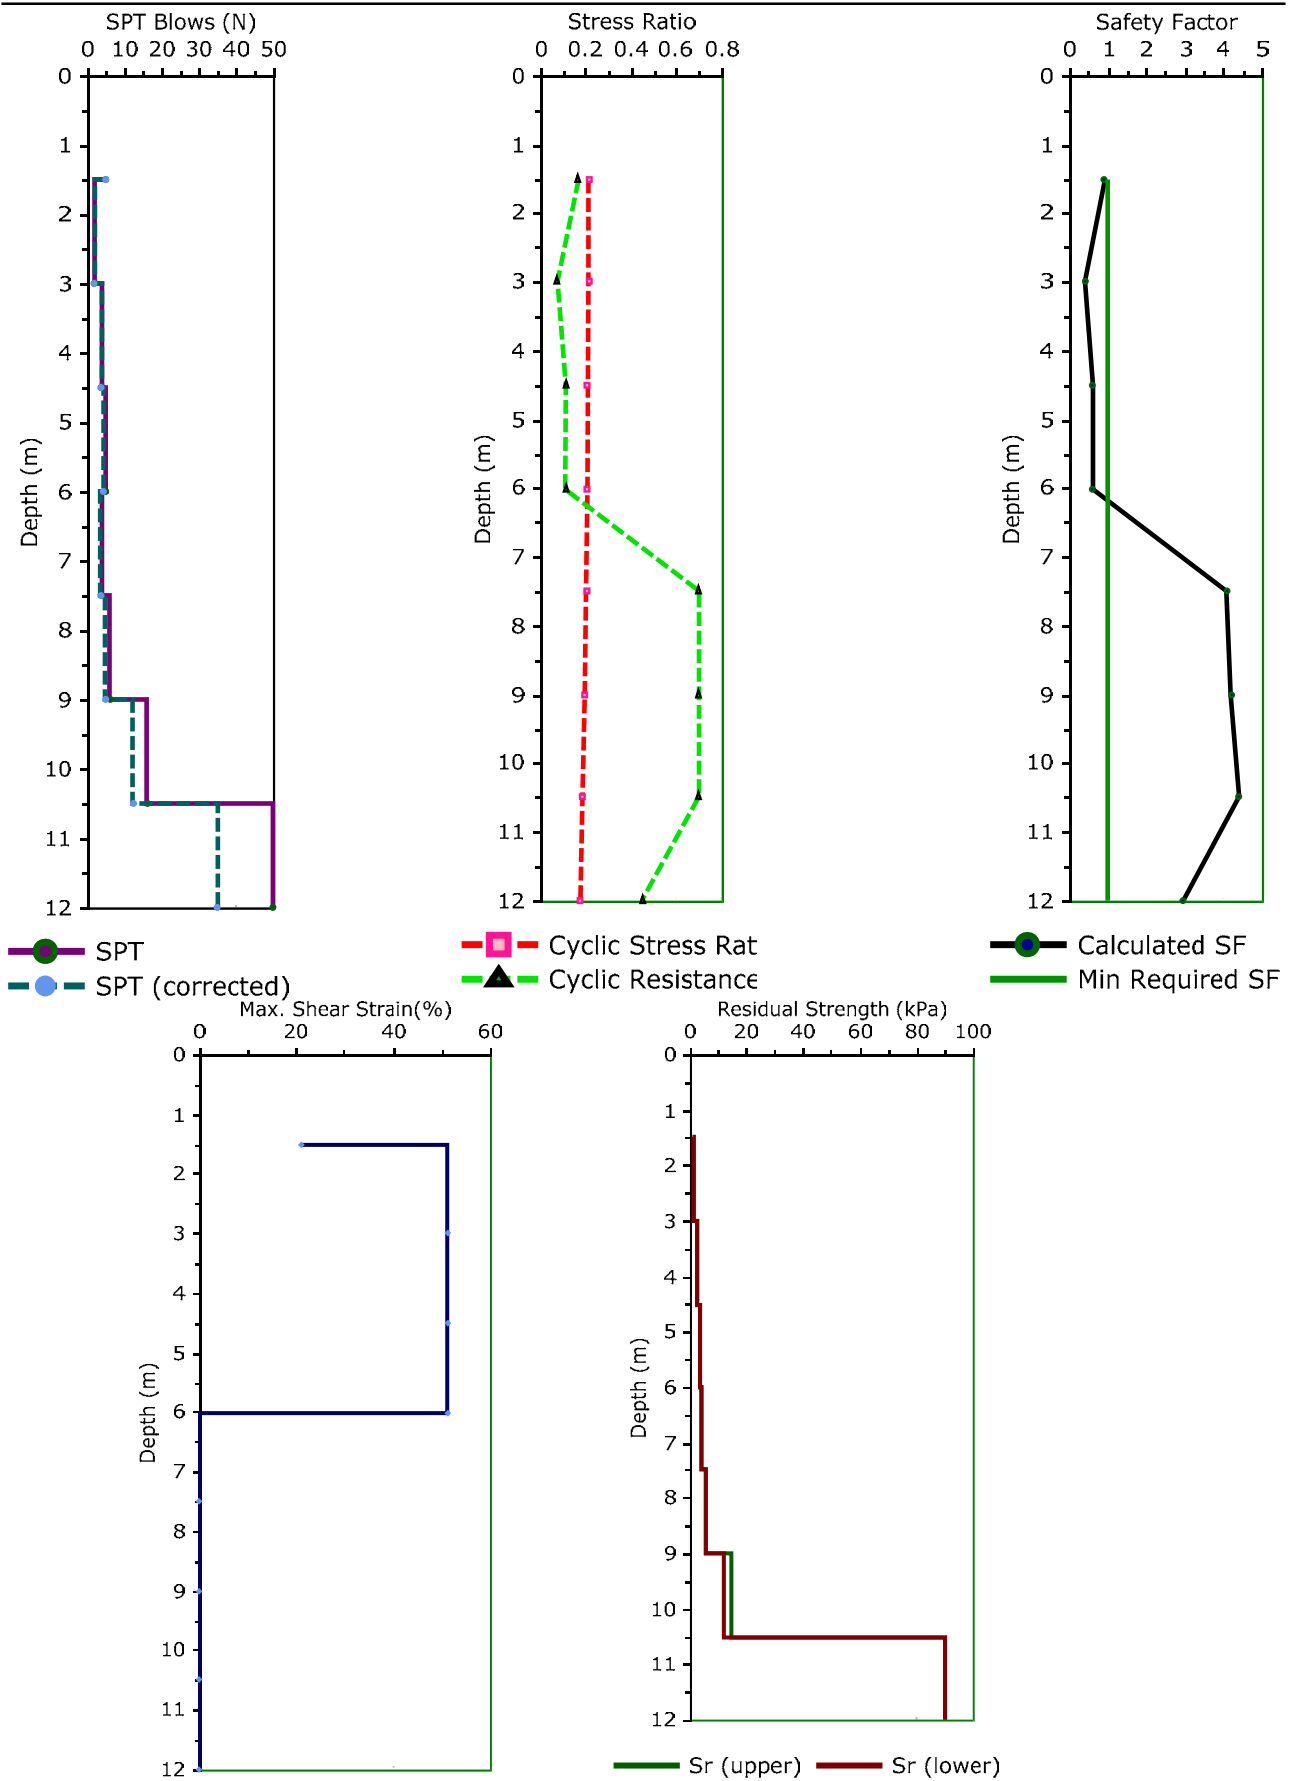 SPT Blows (N)
0 10 20 30 40 50
0
1
2
3
4
5
6
7
8
9
10
11
12
Depth (m)
SPT
SPT (corrected)
Stress Ratio
0 0.2 0.4 0.6 0.8
0
1
2
3
4
5
6
7
8
9
10
11
12
Depth (m)
Cyclic Stress Rat
Cyclic Resistance
Safety Factor
0 1 2 3 4 5
0
1
2
3
4
5
6
7
8
9
10
11
12
Depth (m)
Calculated SF
Min Required SF
Max. Shear Strain(%)
0 20 40 60
0
1
2
3
4
5
6
7
8
9
10
11
12
Depth (m)
Residual Strength (kPa)
0 20 40 60 80 100
0
1
2
3
4
5
6
7
8
9
10
11
12
Depth (m)
Sr (upper) Sr (lower)